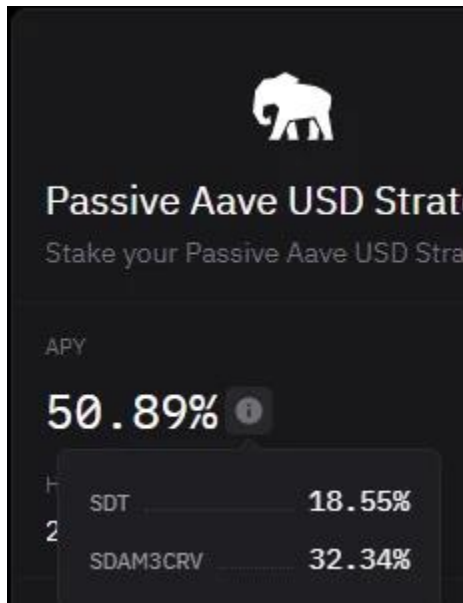 Passive Aave USD Strat
Stake your Passive Aave USD Stra
APY
50.89%
SDT 18.55%
2
SDAM3CRV 32.34%